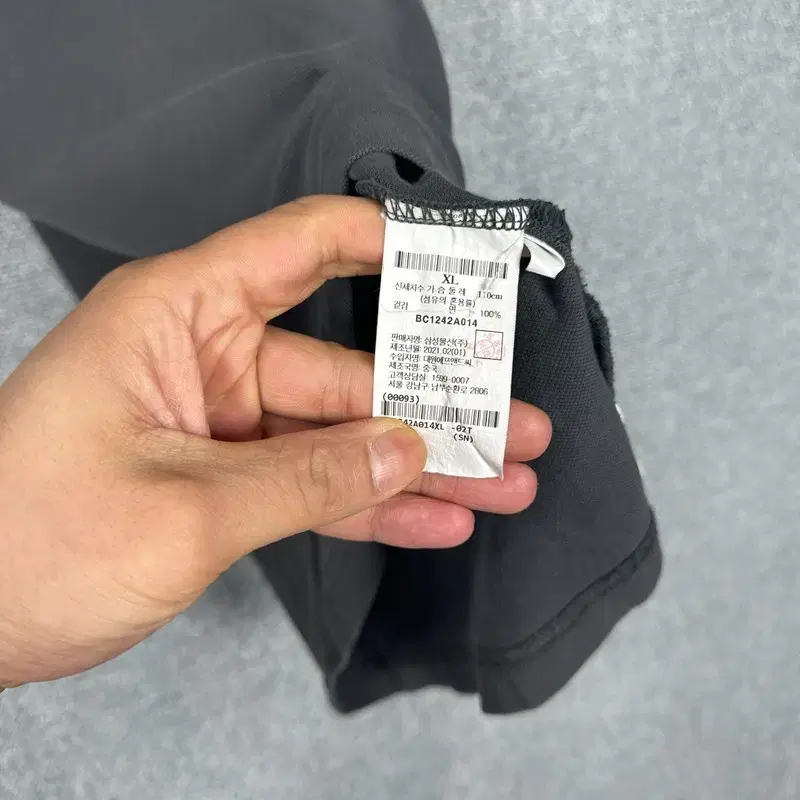 XL
신체치수 가 슴 둘 레 110cm
(섬유의 혼용률)
겉감 면 100%
BC1242A014
판매자명: 삼성물산(주)
제조년월: 2021.02(01)
수입자명: 대원에프앤드씨
제조국명: 중국
고객상담실: 1599-0007
서울 강남구 남부순환로 2806
(00093)
42A014XL -02T
(SN)